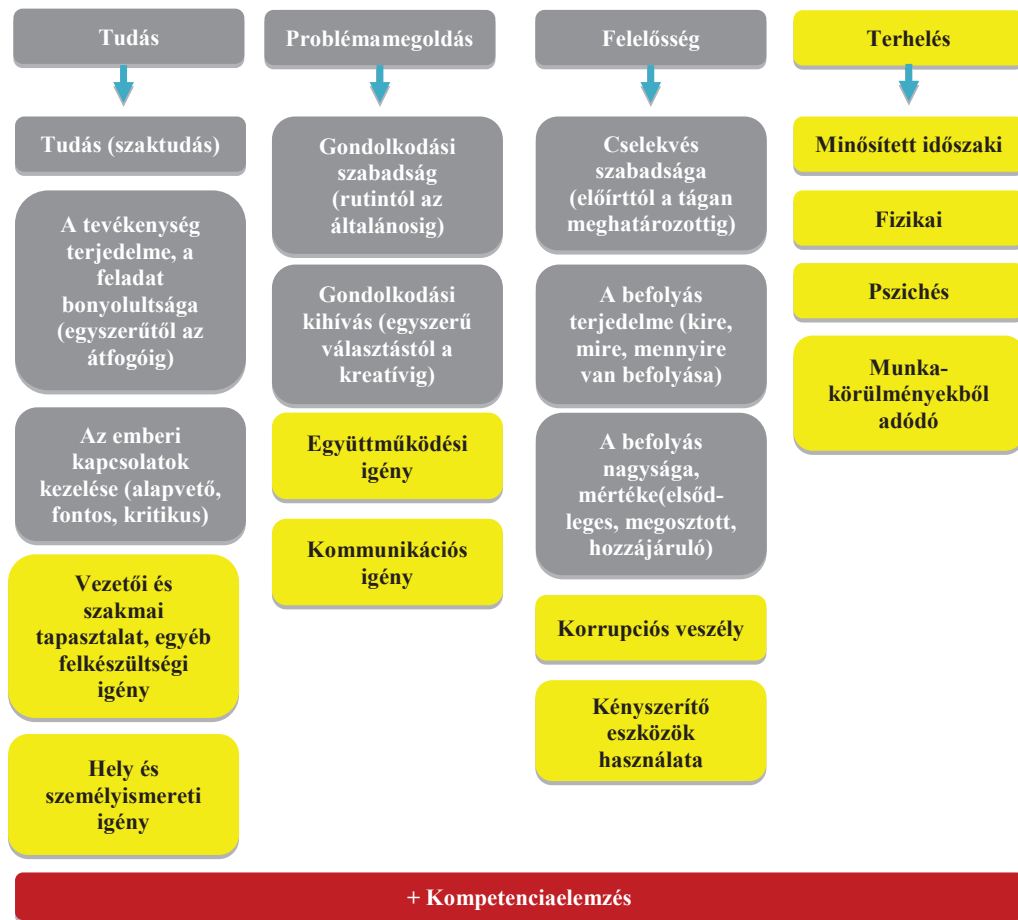 Tudás
Tudás (szaktudás)
A tevékenység
terjedelme, a
feladat
bonyolultsága
(egyszerűtől az
átfogóig)
Az emberi
kapcsolatok
kezelése (alapvető,
fontos, kritikus)
Vezetői és
szakmai
tapasztalat, egyéb
felkészültségi
igény
Hely és
személyismereti
igény
Problémamegoldás
Gondolkodási
szabadság
(rutintól az
általánosig)
Gondolkodási
kihívás (egyszerű
választástól a
kreatívig)
Együttműködési
igény
Kommunikációs
igény
Felelősség
Cselekvés
szabadsága
(előírttól a tágan
meghatározottig)
A befolyás
terjedelme (kire,
mire, mennyire
van befolyása)
A befolyás
nagysága,
mértéke(elsőd-
leges, megosztott,
hozzájáruló)
Korrupciós veszély
Kényszerítő
eszközök
használata
Terhelés
Minősített időszaki
Fizikai
Pszichés
Munka-
körülményekből
adódó
+ Kompetenciaelemzés